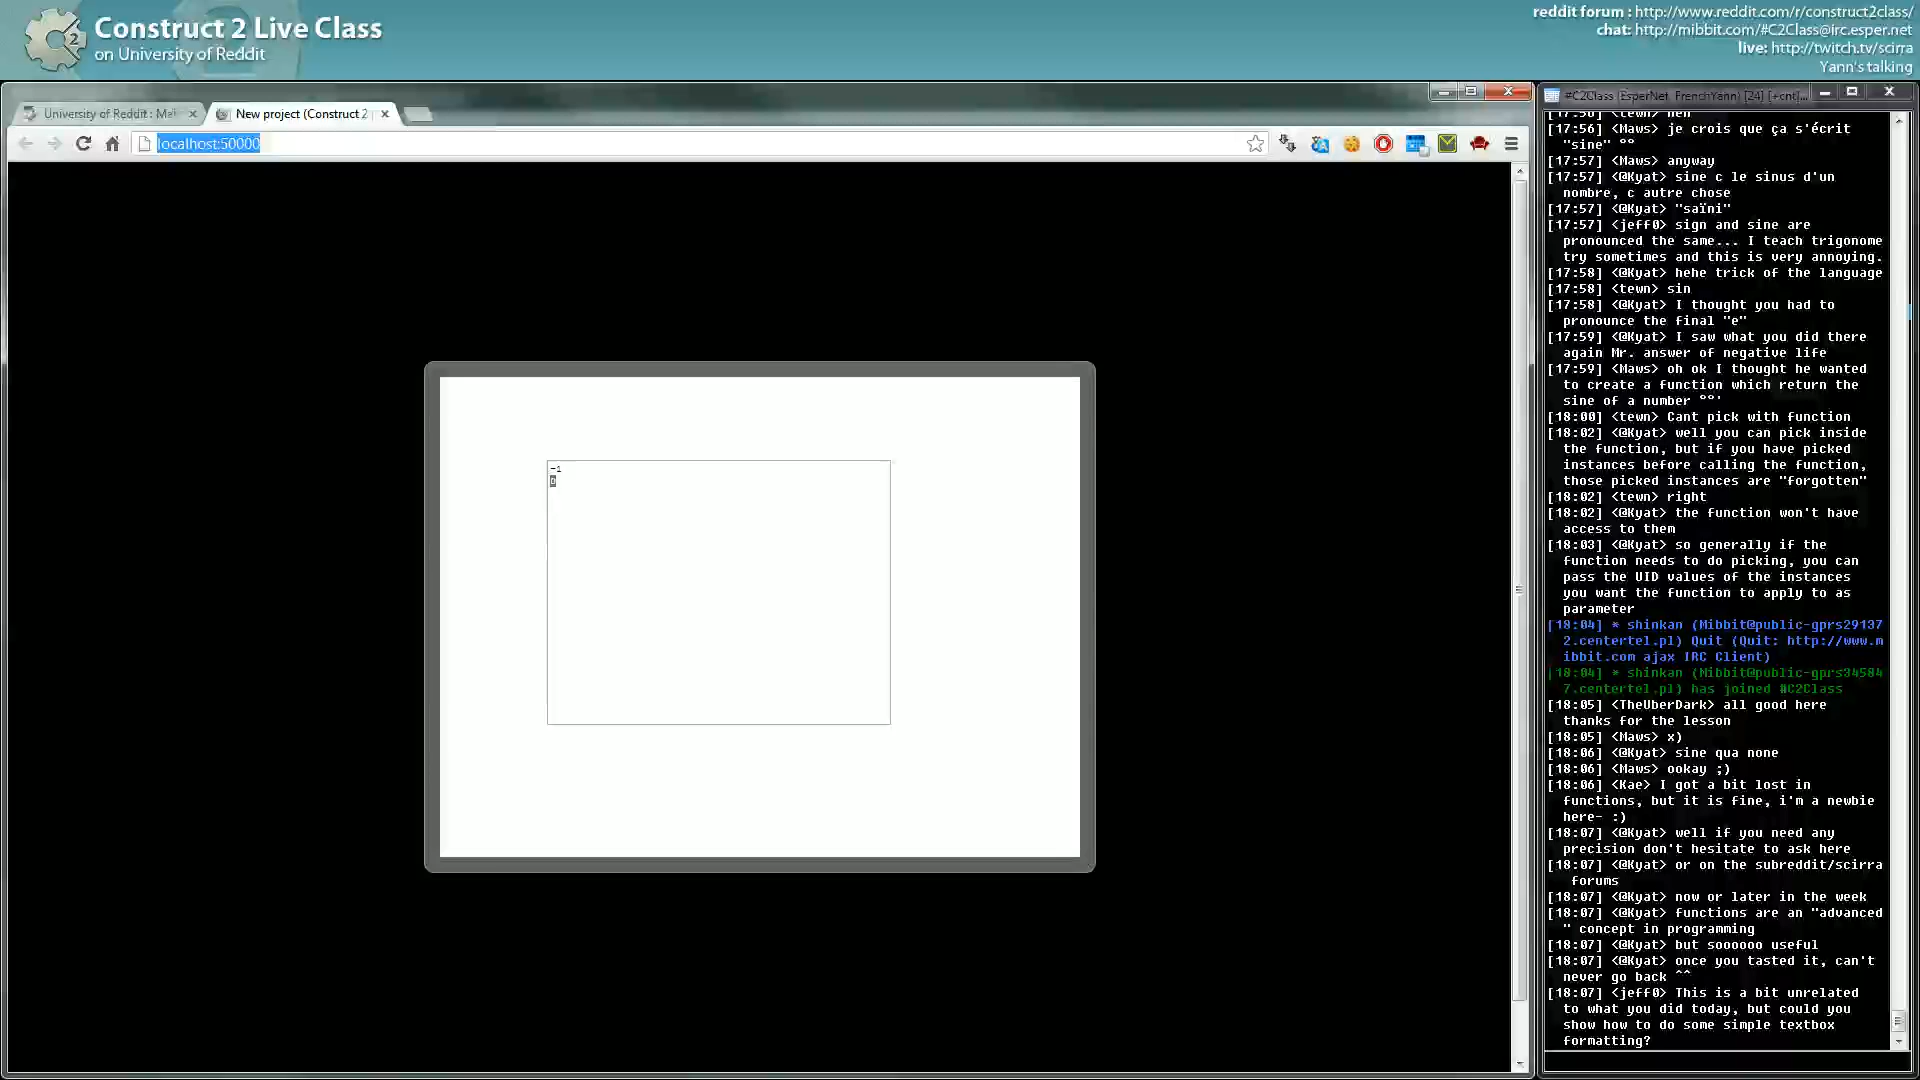 Construct 2 Live Class
on University of Reddit
reddit forum : http://www.reddit.com/r/construct2class/
chat: http://mibbit.com/#C2Class@irc.esper.net
live: http://twitch.tv/scirra
Yann's talking
University of Reddit : Mai
New project (Construct 2
localhost:50000
-1
#C2Class (EsperNet, FrenchYann) [24] [+cnt]...
[17:56] <tewn> heh
[17:56] <Maws> je crois que ça s'écrit
"sine" °°
[17:57] <Maws> anyway
[17:57] <@Kyat> sine c le sinus d'un
nombre, c autre chose
[17:57] <@Kyat> "saïni"
[17:57] <jeff0> sign and sine are
pronounced the same... I teach trigonome
try sometimes and this is very annoying.
[17:58] <@Kyat> hehe trick of the language
[17:58] <tewn> sin
[17:58] <@Kyat> I thought you had to
pronounce the final "e"
[17:59] <@Kyat> I saw what you did there
again Mr. answer of negative life
[17:59] <Maws> oh ok I thought he wanted
to create a function which return the
sine of a number °°'
[18:00] <tewn> Cant pick with function
[18:02] <@Kyat> well you can pick inside
the function, but if you have picked
instances before calling the function,
those picked instances are "forgotten"
[18:02] <tewn> right
[18:02] <@Kyat> the function won't have
access to them
[18:03] <@Kyat> so generally if the
function needs to do picking, you can
pass the UID values of the instances
you want the function to apply to as
parameter
[18:04] * shinkan (Mibbit@public-gprs29137
2.centertel.pl) Quit (Quit: http://www.m
ibbit.com ajax IRC Client)
[18:04] * shinkan (Mibbit@public-gprs34584
7.centertel.pl) has joined #C2Class
[18:05] <TheUberDark> all good here
thanks for the lesson
[18:05] <Maws> x)
[18:06] <@Kyat> sine qua none
[18:06] <Maws> ookay ;)
[18:06] <Kae> I got a bit lost in
functions, but it is fine, i'm a newbie
here- :)
[18:07] <@Kyat> well if you need any
precision don't hesitate to ask here
[18:07] <@Kyat> or on the subreddit/scirra
forums
[18:07] <@Kyat> now or later in the week
[18:07] <@Kyat> functions are an "advanced
" concept in programming
[18:07] <@Kyat> but soooooo useful
[18:07] <@Kyat> once you tasted it, can't
never go back ^^
[18:07] <jeff0> This is a bit unrelated
to what you did today, but could you
show how to do some simple textbox
formatting?